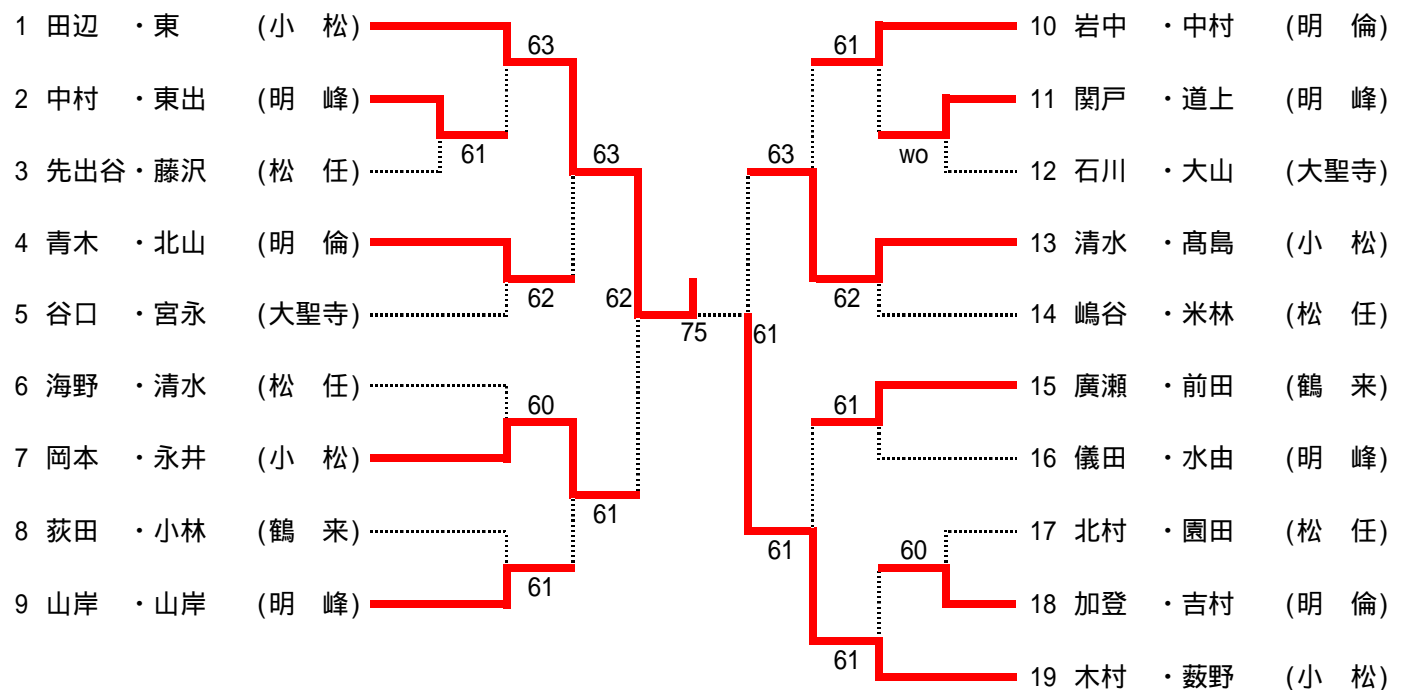 1 田辺 ・東 (小 松)
63
2 中村 ・東出 (明 峰)
61
3 先出谷・藤沢 (松 任)
63
4 青木 ・北山 (明 倫)
62
5 谷口 ・宮永 (大聖寺)
62
75
6 海野 ・清水 (松 任)
60
7 岡本 ・永井 (小 松)
61
8 荻田 ・小林 (鶴 来)
61
9 山岸 ・山岸 (明 峰)
61
10 岩中 ・中村 (明 倫)
11 関戸 ・道上 (明 峰)
wo
63
12 石川 ・大山 (大聖寺)
13 清水 ・髙島 (小 松)
62
14 嶋谷 ・米林 (松 任)
61
15 廣瀬 ・前田 (鶴 来)
61
16 儀田 ・水由 (明 峰)
17 北村 ・園田 (松 任)
60
61
18 加登 ・吉村 (明 倫)
61
19 木村 ・薮野 (小 松)